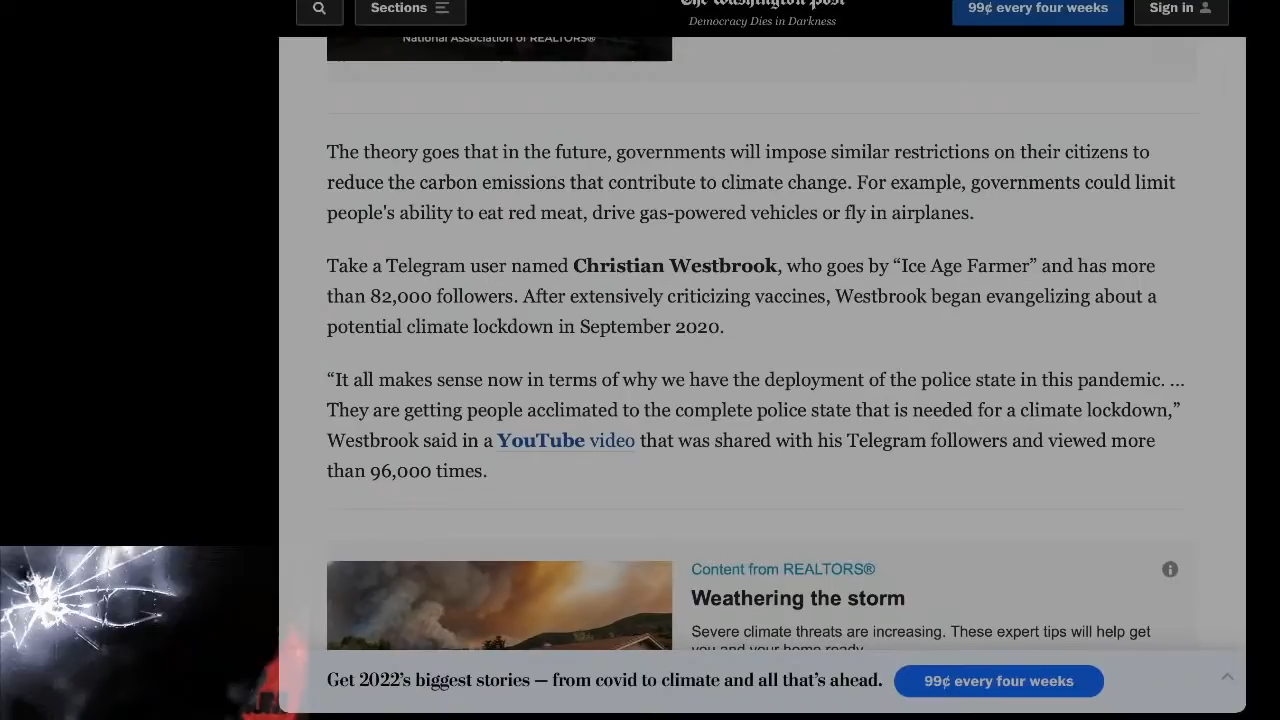 Sections
The Washington Post
99¢ every four weeks
Sign in
Democracy Dies in Darkness
National Association of REALTORS®
The theory goes that in the future, governments will impose similar restrictions on their citizens to
reduce the carbon emissions that contribute to climate change. For example, governments could limit
people's ability to eat red meat, drive gas-powered vehicles or fly in airplanes.
Take a Telegram user named Christian Westbrook, who goes by “Ice Age Farmer” and has more
than 82,000 followers. After extensively criticizing vaccines, Westbrook began evangelizing about a
potential climate lockdown in September 2020.
“It all makes sense now in terms of why we have the deployment of the police state in this pandemic. ...
They are getting people acclimated to the complete police state that is needed for a climate lockdown,”
Westbrook said in a YouTube video that was shared with his Telegram followers and viewed more
than 96,000 times.
Content from REALTORS®
Weathering the storm
Severe climate threats are increasing. These expert tips will help get
you and your home ready.
Get 2022’s biggest stories — from covid to climate and all that’s ahead.
99¢ every four weeks